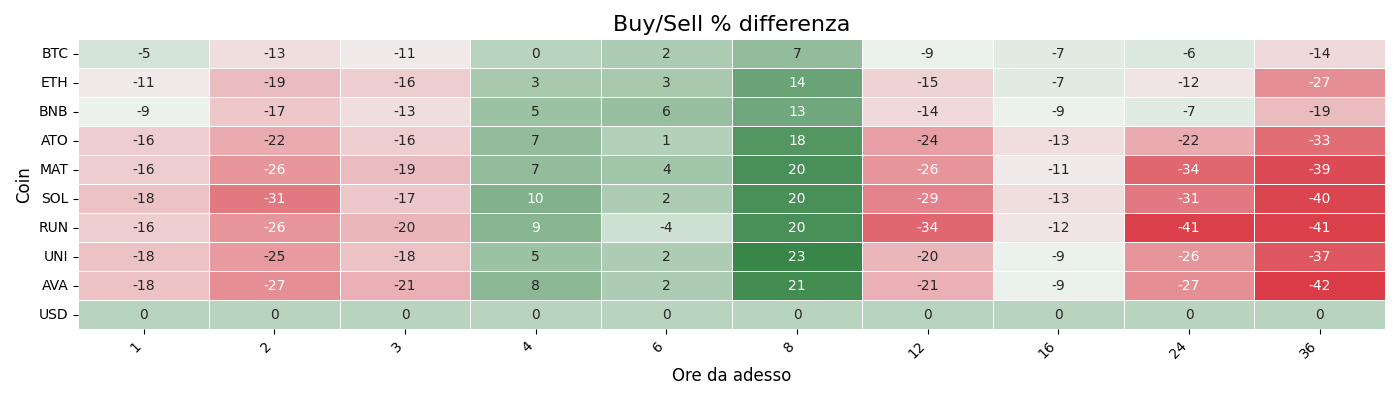 Buy/Sell % differenza
BTC -5 -13 -11 0 2 7 -9 -7 -6 -14
ETH -11 -19 -16 3 3 14 -15 -7 -12 -27
BNB -9 -17 -13 5 6 13 -14 -9 -7 -19
ATO -16 -22 -16 7 1 18 -24 -13 -22 -33
MAT -16 -26 -19 7 4 20 -26 -11 -34 -39
SOL -18 -31 -17 10 2 20 -29 -13 -31 -40
RUN -16 -26 -20 9 -4 20 -34 -12 -41 -41
UNI -18 -25 -18 5 2 23 -20 -9 -26 -37
AVA -18 -27 -21 8 2 21 -21 -9 -27 -42
USD 0 0 0 0 0 0 0 0 0 0
Coin
1 2 3 4 6 8 12 16 24 36
Ore da adesso